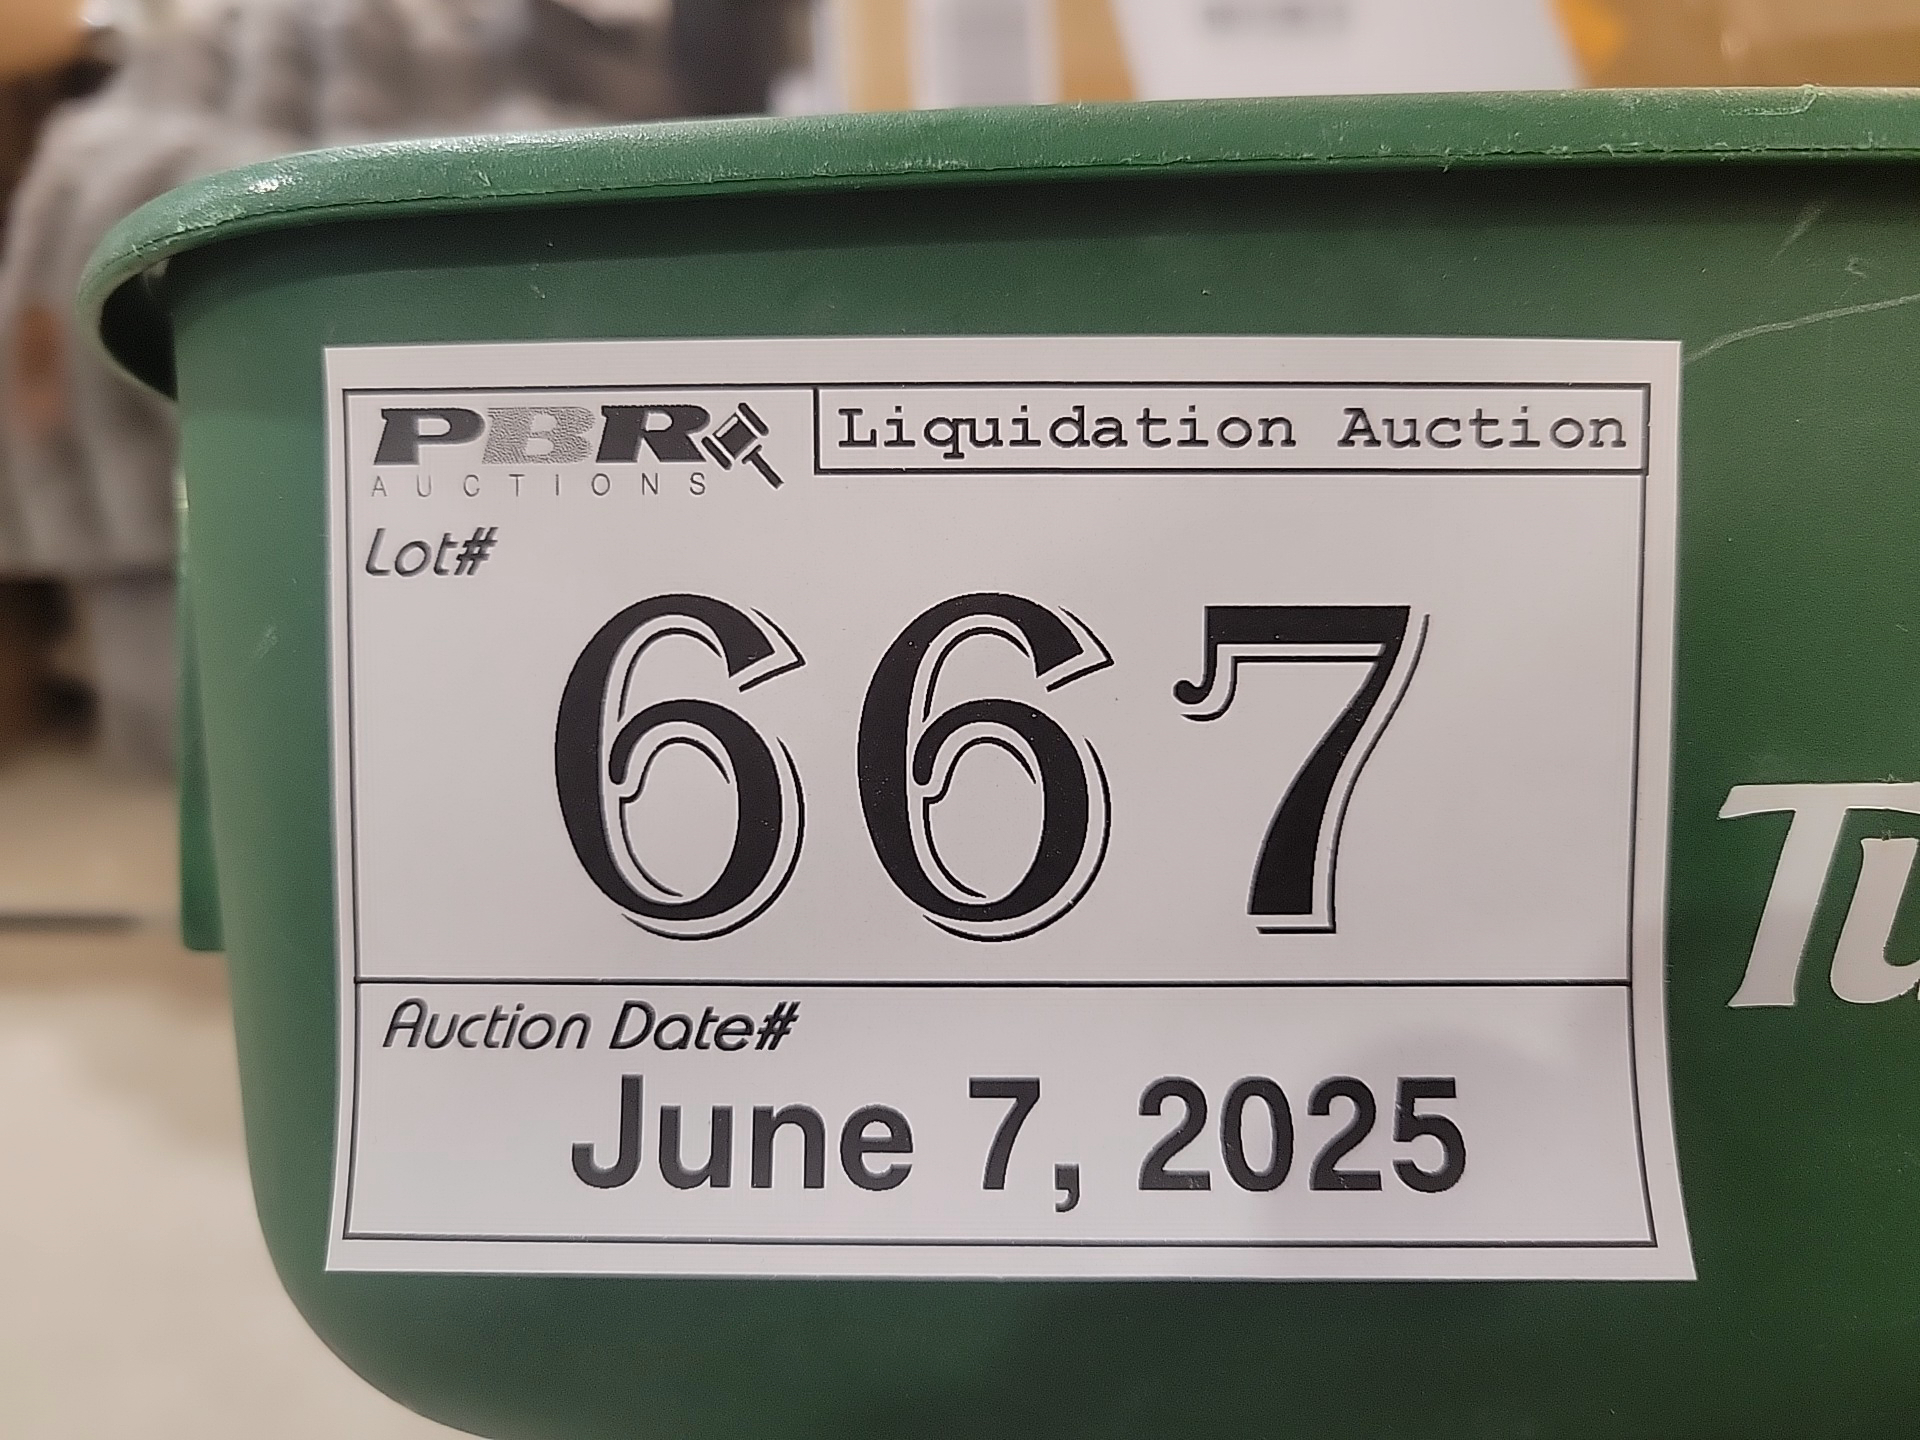 PBR
AUCTIONS
Liquidation Auction
Lot#
667
Auction Date#
June 7, 2025